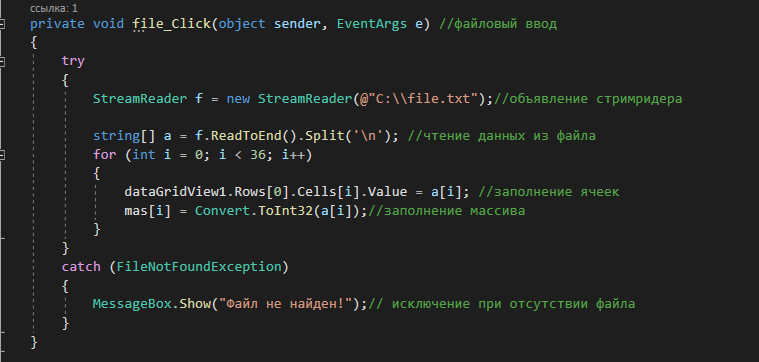 ссылка: 1
private void file_Click(object sender, EventArgs e) //файловый ввод
{
try
{
StreamReader f = new StreamReader(@"C:\\file.txt");//объявление стримридера
string[] a = f.ReadToEnd().Split('\n'); //чтение данных из файла
for (int i = 0; i < 36; i++)
{
dataGridView1.Rows[0].Cells[i].Value = a[i]; //заполнение ячеек
mas[i] = Convert.ToInt32(a[i]);//заполнение массива
}
}
catch (FileNotFoundException)
{
MessageBox.Show("Файл не найден!");// исключение при отсутствии файла
}
}